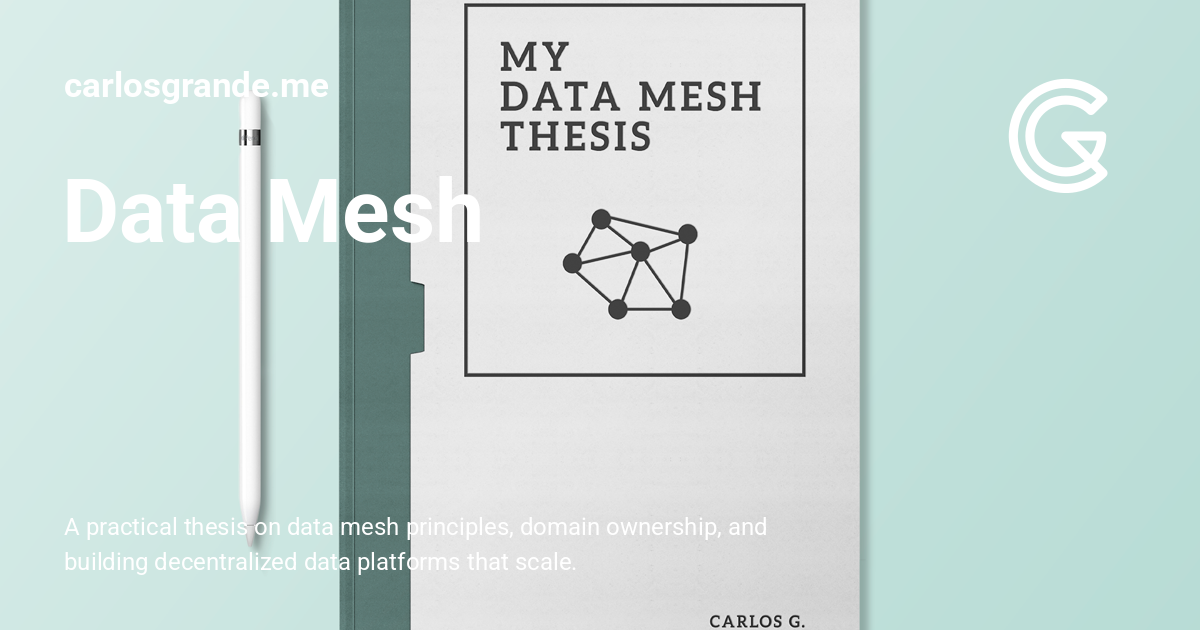 carlosgrande.me
Data Mesh
A practical thesis on data mesh principles, domain ownership, and
building decentralized data platforms that scale.
MY
DATA MESH
THESIS
CARLOS G.